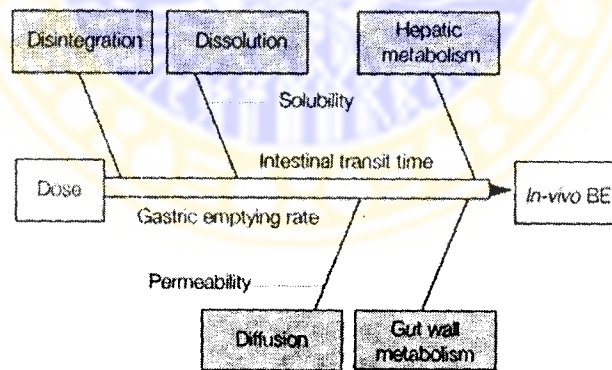 Disintegration
Dissolution
Hepatic
metabolism
Solubility
Intestinal transit time
Dose
In-vivo BE
Gastric emptying rate
Permeability
Diffusion
Gut wall
metabolism